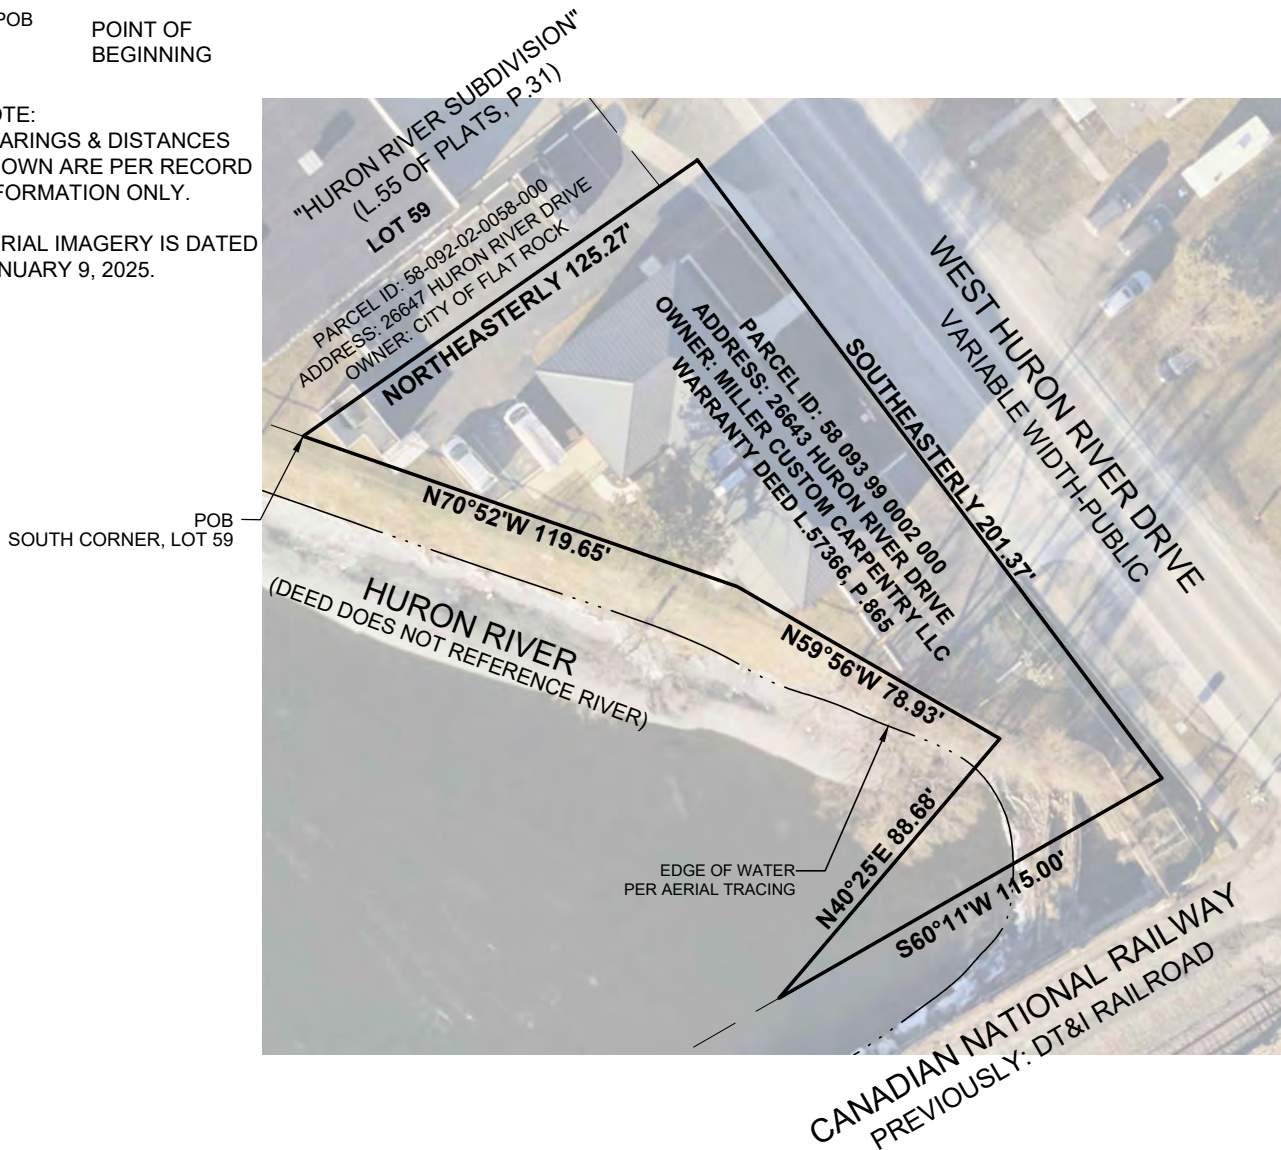 POB
POINT OF
BEGINNING
OTE:
ARINGS & DISTANCES
OWN ARE PER RECORD
FORMATION ONLY.
RIAL IMAGERY IS DATED
NUARY 9, 2025.
"HURON RIVER SUBDIVISION"
(L.55 OF PLATS, P.31)
LOT 59
PARCEL ID: 58-092-02-0058-000
ADDRESS: 26647 HURON RIVER DRIVE
OWNER: CITY OF FLAT ROCK
NORTHEASTERLY 125.27'
WEST HURON RIVER DRIVE
VARIABLE WIDTH-PUBLIC
SOUTHEASTERLY 201.37'
PARCEL ID: 58 093 99 0002 000
ADDRESS: 26643 HURON RIVER DRIVE
OWNER: MILLER CUSTOM CARPENTRY LLC
WARRANTY DEED L.57366, P.865
POB
SOUTH CORNER, LOT 59
N70°52'W 119.65'
HURON RIVER
(DEED DOES NOT REFERENCE RIVER)
N59°56'W 78.93'
EDGE OF WATER
PER AERIAL TRACING
N40°25'E 88.68'
S60°11'W 115.00'
CANADIAN NATIONAL RAILWAY
PREVIOUSLY: DT&I RAILROAD